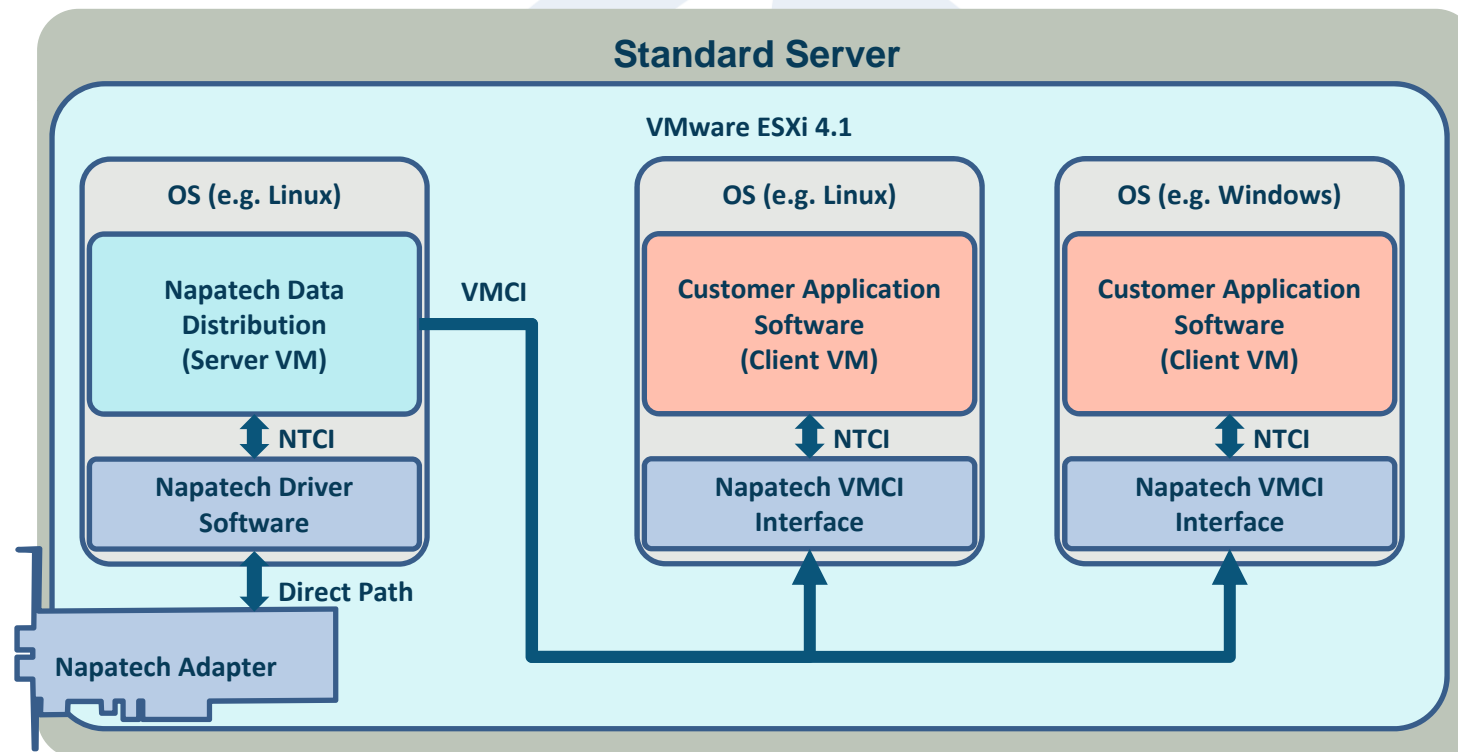 Standard Server
VMware ESXi 4.1
OS (e.g. Linux)
Napatech Data
Distribution
(Server VM)
NTCI
Napatech Driver
Software
Direct Path
Napatech Adapter
VMCI
OS (e.g. Linux)
Customer Application
Software
(Client VM)
NTCI
Napatech VMCI
Interface
OS (e.g. Windows)
Customer Application
Software
(Client VM)
NTCI
Napatech VMCI
Interface